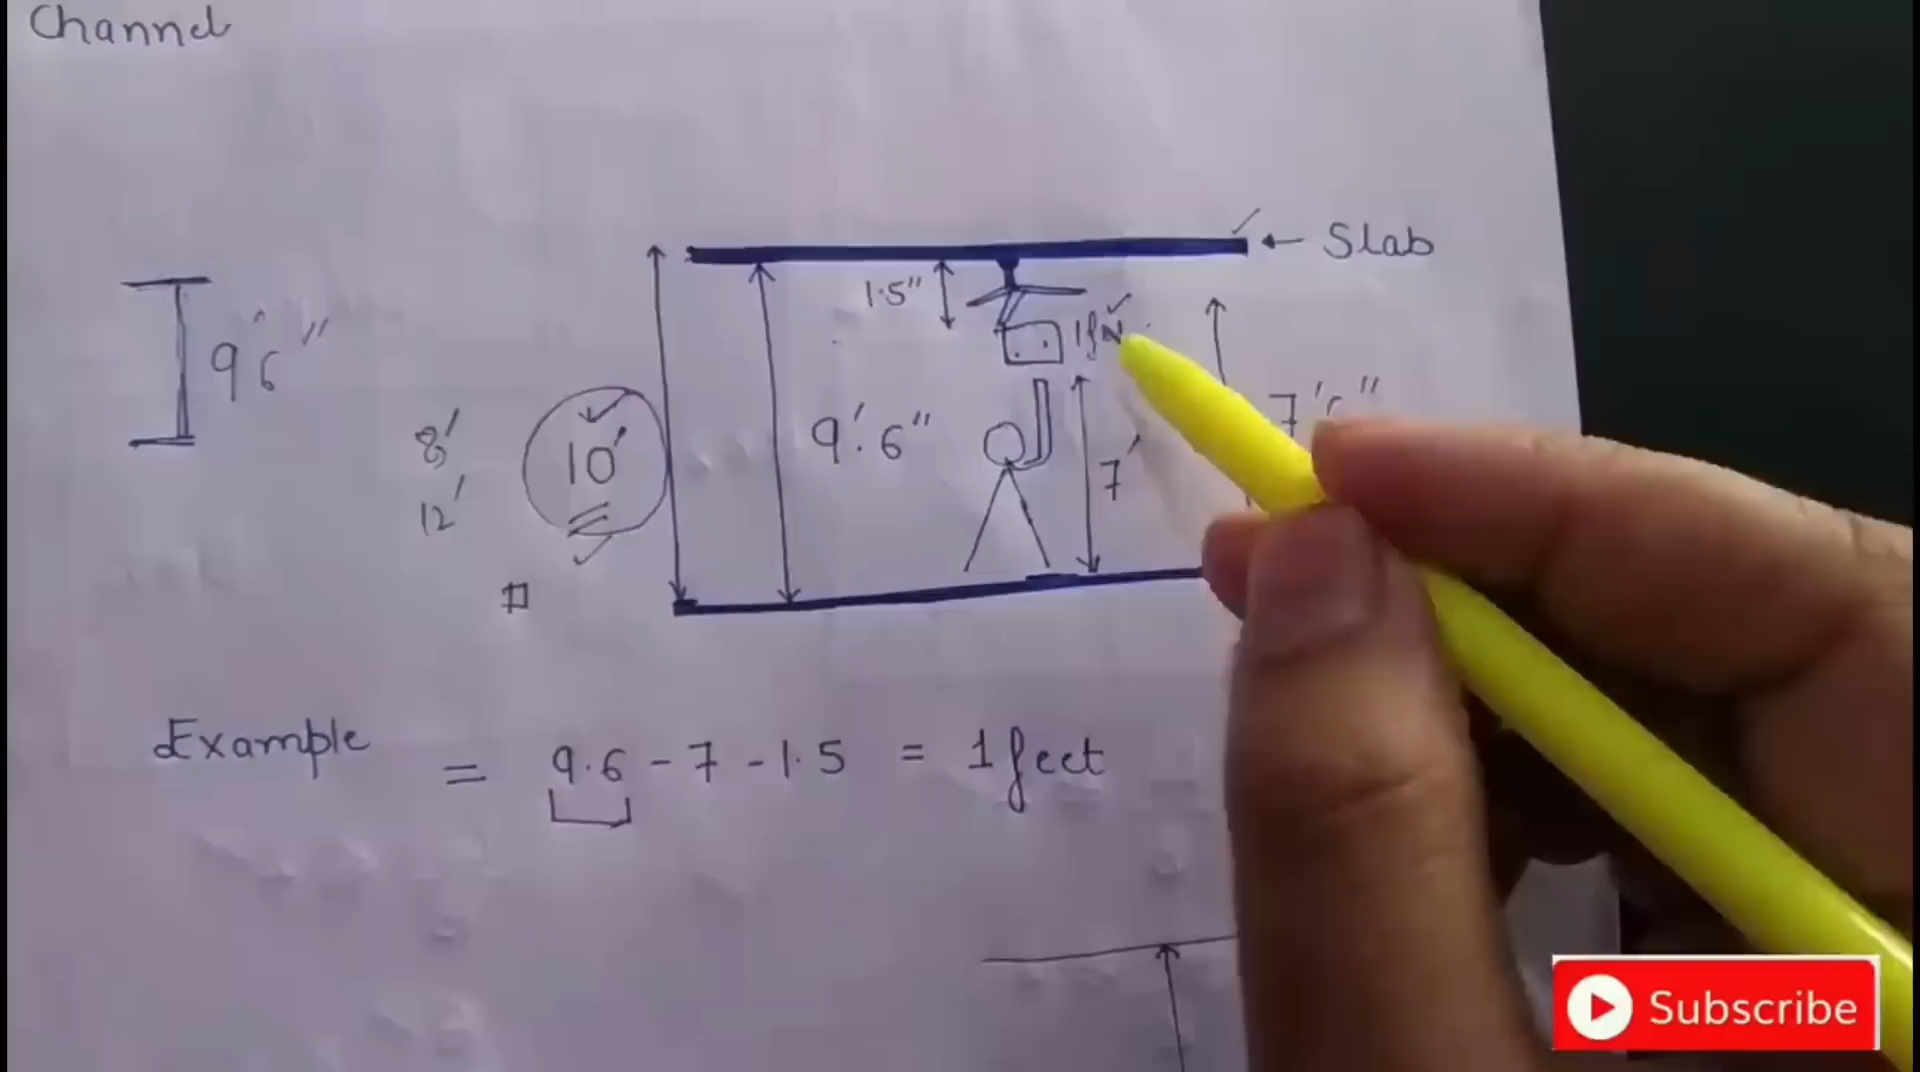 Channel
Slab
1.5"
9'6"
8'
12'
10'
9'.6"
7'
Example
= 9.6 - 7 - 1.5 = 1 feet
Subscribe